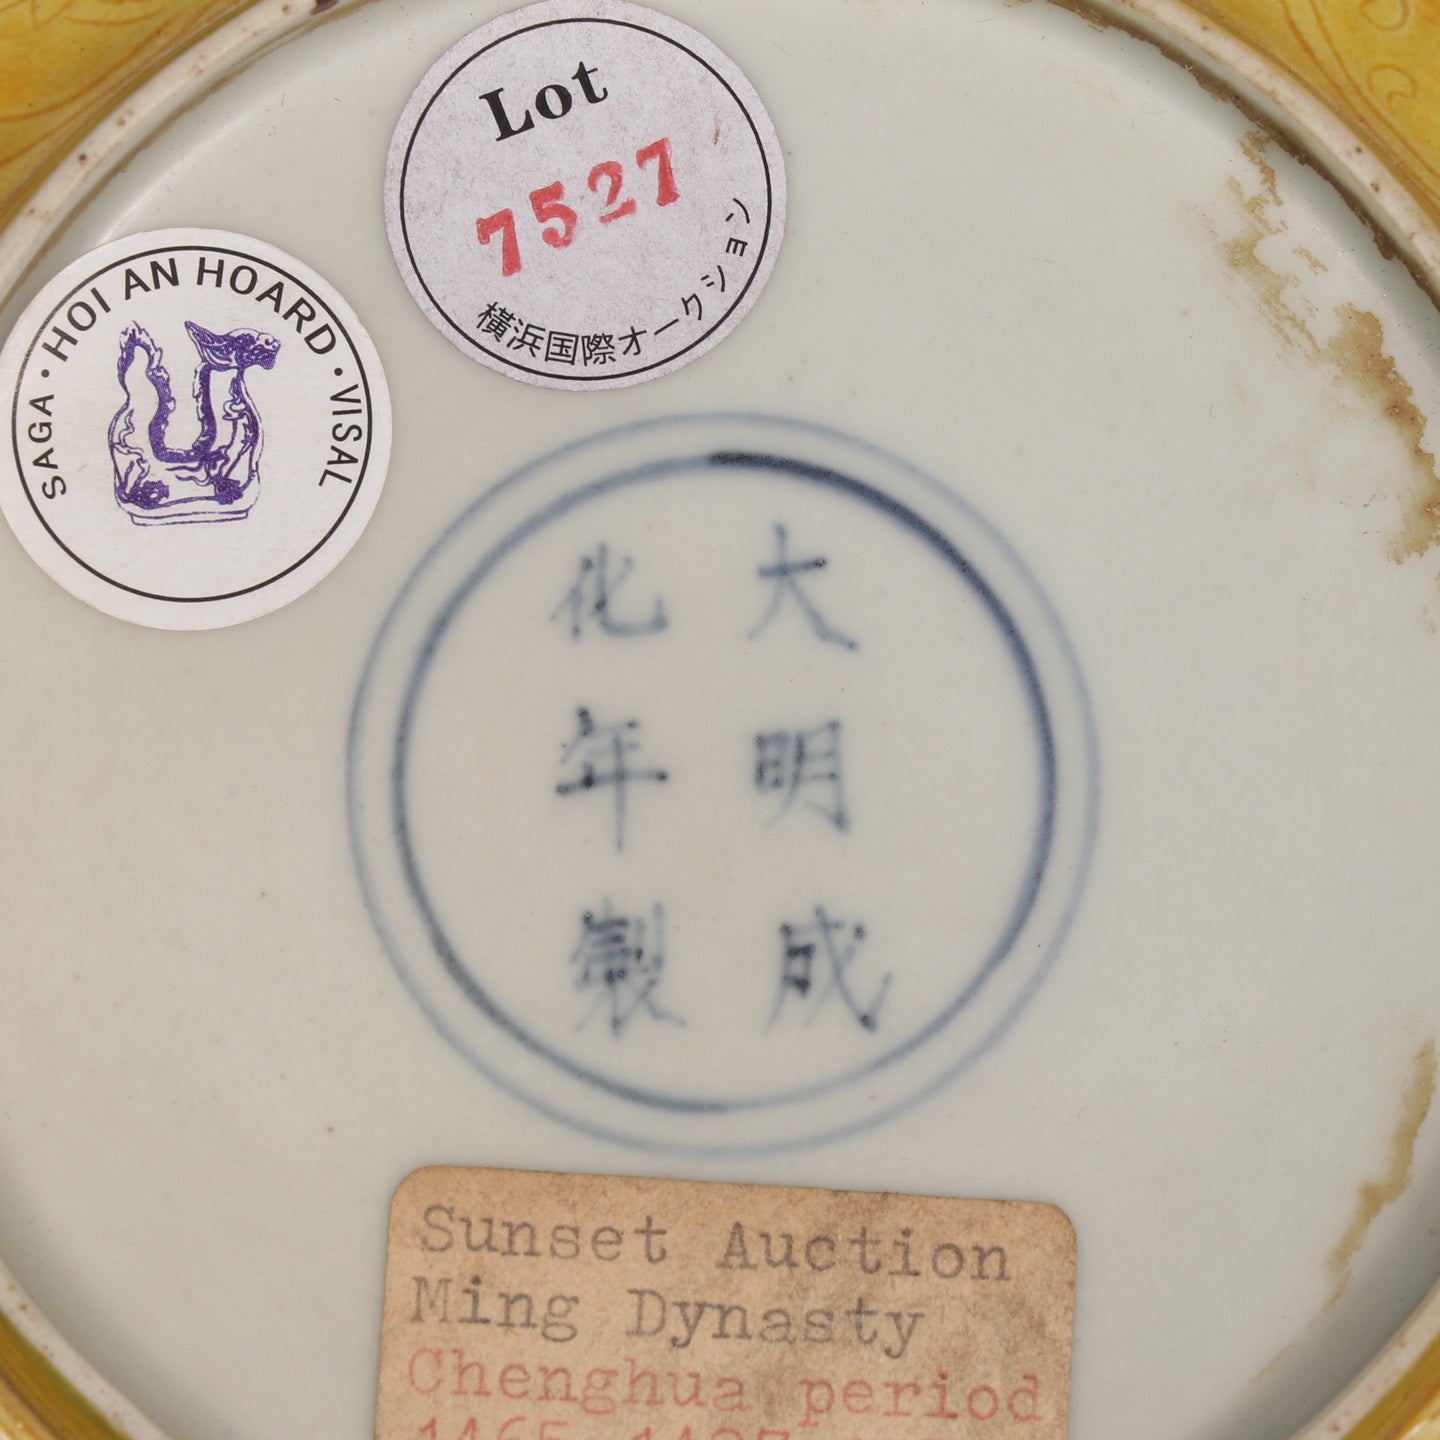 Lot
7527
横浜国際オークション
SAGA · HOI AN HOARD · VISAL
大明成
化年製
Sunset Auction
Ming Dynasty
Chenghua period